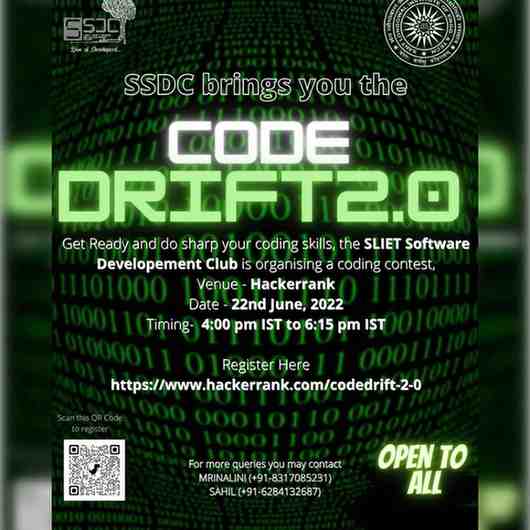 SSDC
SSDC brings you the
CODE
DRIFT2.0
Get Ready and do sharp your coding skills, the SLIET Software
Developement Club is organising a coding contest,
Venue - Hackerrank
Date - 22nd June, 2022
Timing- 4:00 pm IST to 6:15 pm IST
Register Here
https://www.hackerrank.com/codedrift-2-0
Scan this QR Code
to register
For more queries you may contact
MRINALINI (+91-8317085231)
SAHIL (+91-6284132687)
OPEN TO
ALL